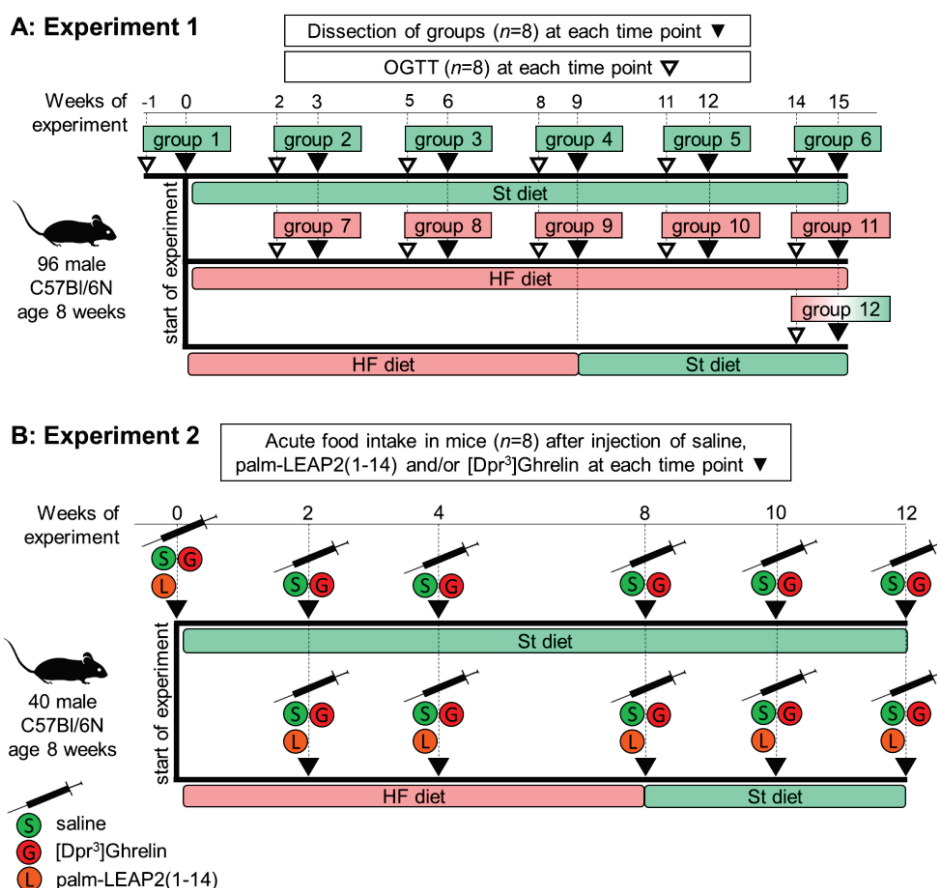 A: Experiment 1
Dissection of groups (n=8) at each time point ▼
OGTT (n=8) at each time point ▽
Weeks of
experiment
-1 0 2 3 5 6 8 9 11 12 14 15
group 1 group 2 group 3 group 4 group 5 group 6
St diet
start of experiment
96 male
C57Bl/6N
age 8 weeks
group 7 group 8 group 9 group 10 group 11
HF diet
group 12
HF diet St diet
B: Experiment 2
Acute food intake in mice (n=8) after injection of saline,
palm-LEAP2(1-14) and/or [Dpr³]Ghrelin at each time point ▼
Weeks of
experiment
0 2 4 8 10 12
S G S G S G S G S G S G
L
St diet
start of experiment
40 male
C57Bl/6N
age 8 weeks
S G S G S G S G S G
L L L L L
HF diet St diet
S saline
G [Dpr³]Ghrelin
L palm-LEAP2(1-14)